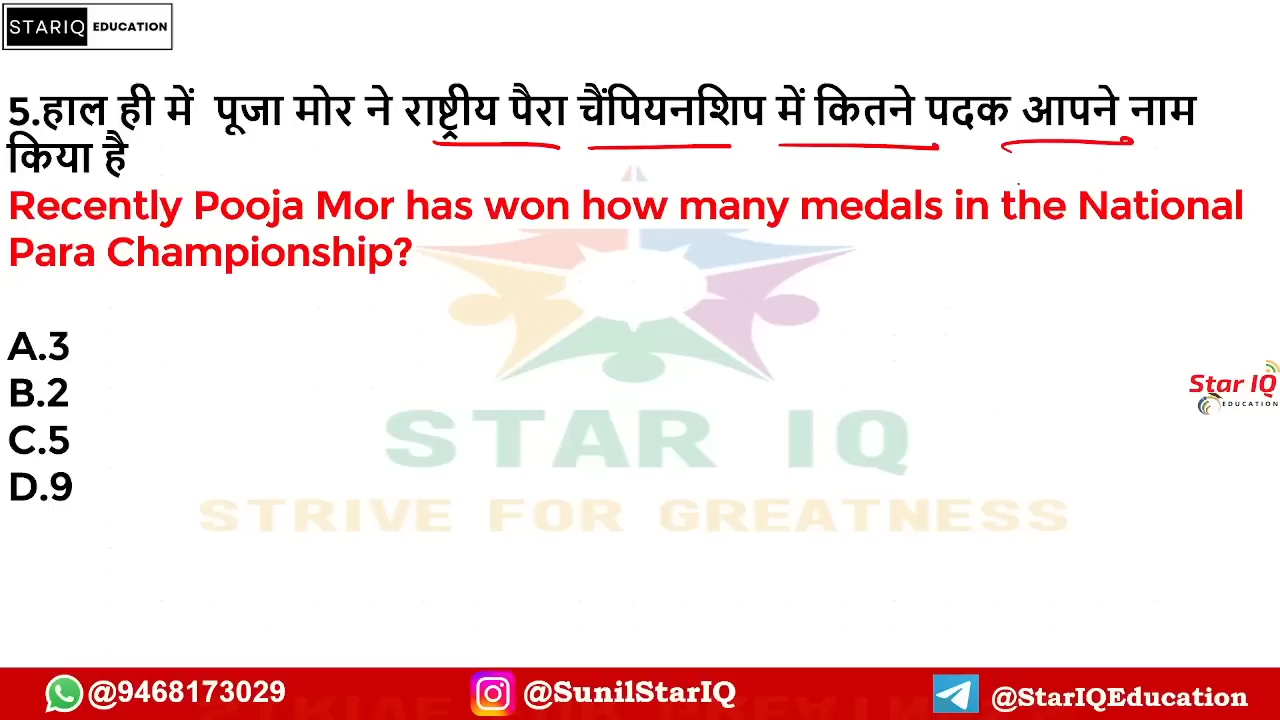 STARIQ EDUCATION
5.हाल ही में पूजा मोर ने राष्ट्रीय पैरा चैंपियनशिप में कितने पदक आपने नाम
किया है
Recently Pooja Mor has won how many medals in the National
Para Championship?
A.3
B.2
C.5
D.9
Star IQ
EDUCATION
STAR IQ
STRIVE FOR GREATNESS
@9468173029 @SunilStarIQ @StarIQEducation